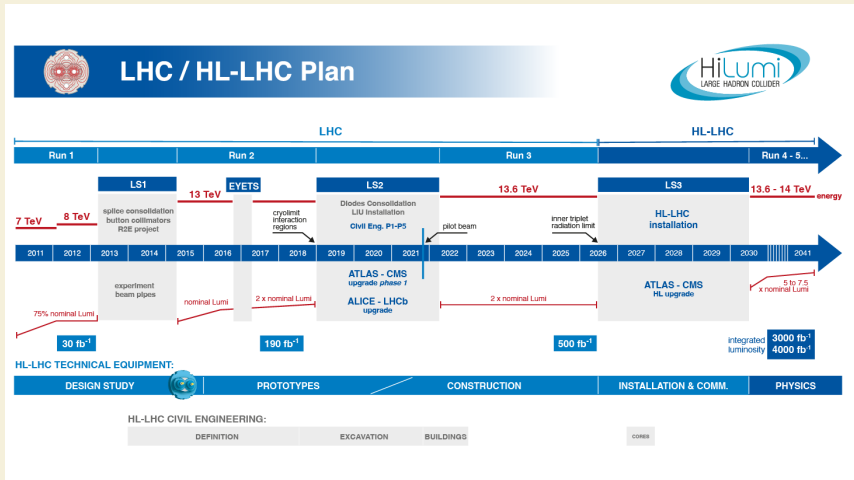 LHC / HL-LHC Plan
HiLumi
LARGE HADRON COLLIDER
LHC
HL-LHC
Run 1
Run 2
Run 3
Run 4 - 5...
LS1
EYETS
LS2
LS3
7 TeV
8 TeV
13 TeV
13.6 TeV
13.6 - 14 TeV
energy
splice consolidation
button collimators
R2E project
cryolimit
interaction
regions
Diodes Consolidation
LIU Installation
Civil Eng. P1-P5
pilot beam
inner triplet
radiation limit
HL-LHC
installation
2011 2012 2013 2014 2015 2016 2017 2018 2019 2020 2021 2022 2023 2024 2025 2026 2027 2028 2029 2030 2041
75% nominal Lumi
experiment
beam pipes
nominal Lumi
2 x nominal Lumi
ATLAS - CMS
upgrade phase 1
ALICE - LHCb
upgrade
2 x nominal Lumi
ATLAS - CMS
HL upgrade
5 to 7.5
x nominal Lumi
30 fb⁻¹
190 fb⁻¹
500 fb⁻¹
integrated
luminosity
3000 fb⁻¹
4000 fb⁻¹
HL-LHC TECHNICAL EQUIPMENT:
DESIGN STUDY
PROTOTYPES
CONSTRUCTION
INSTALLATION & COMM.
PHYSICS
HL-LHC CIVIL ENGINEERING:
DEFINITION
EXCAVATION
BUILDINGS
CORES